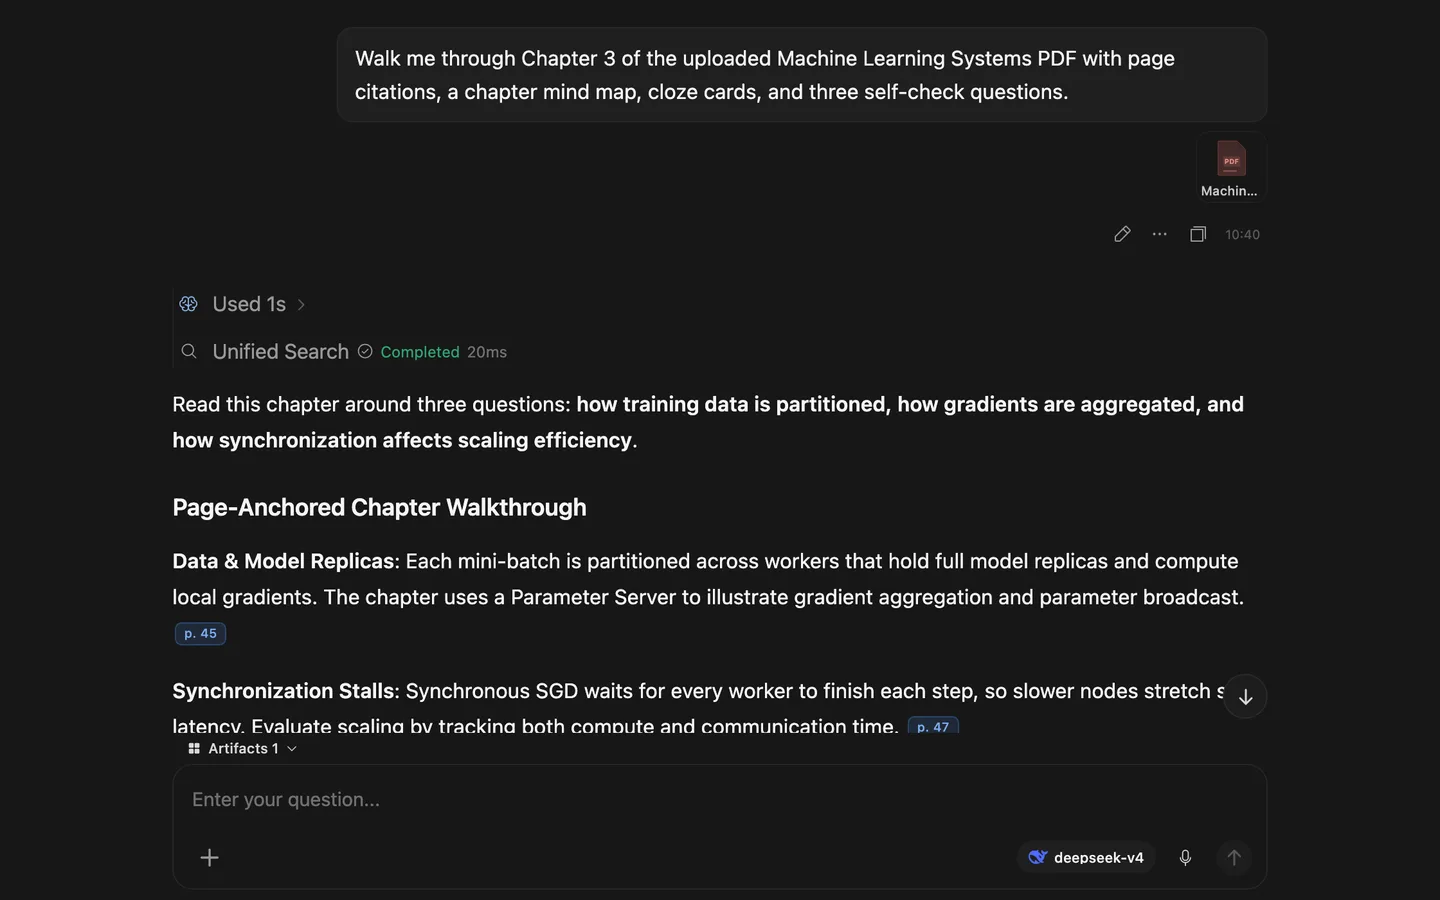 Walk me through Chapter 3 of the uploaded Machine Learning Systems PDF with page
citations, a chapter mind map, cloze cards, and three self-check questions.
PDF
Machin...
10:40
Used 1s
Unified Search Completed 20ms
Read this chapter around three questions: how training data is partitioned, how gradients are aggregated, and
how synchronization affects scaling efficiency.
Page-Anchored Chapter Walkthrough
Data & Model Replicas: Each mini-batch is partitioned across workers that hold full model replicas and compute
local gradients. The chapter uses a Parameter Server to illustrate gradient aggregation and parameter broadcast.
p. 45
Synchronization Stalls: Synchronous SGD waits for every worker to finish each step, so slower nodes stretch
latency. Evaluate scaling by tracking both compute and communication time. p. 47
Artifacts 1
Enter your question...
deepseek-v4